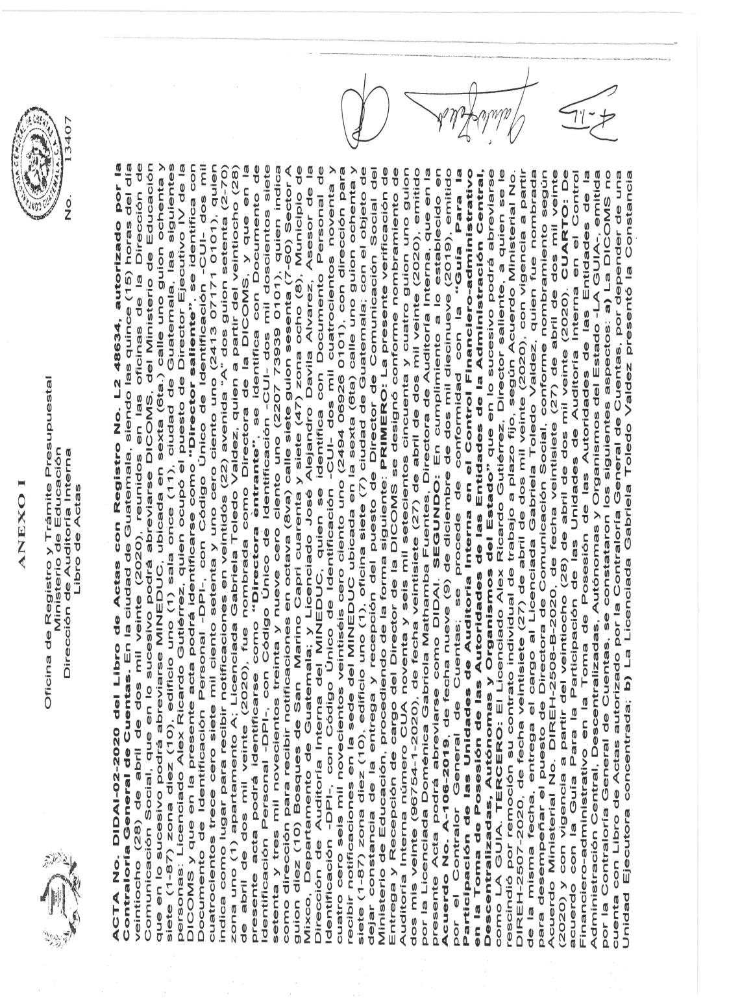 ANEXO I
Oficina de Registro y Trámite Presupuestal
Ministerio de Educación
Dirección de Auditoría Interna
Libro de Actas
No. 13407
ACTA No. DIDAI-02-2020 del Libro de Actas con Registro No. L2 48634, autorizado por la
Contraloría General de Cuentas. En la ciudad de Guatemala, siendo las quince (15) horas del día
veintiocho (28) de abril de dos mil veinte (2020), reunidos en las oficinas de la Dirección de
Comunicación Social, que en lo sucesivo podrá abreviarse DICOMS, del Ministerio de Educación
que en lo sucesivo podrá abreviarse MINEDUC, ubicada en sexta (6ta.) calle uno guion ochenta y
siete (1-87) zona diez (10), edificio uno (1) sala once (11), ciudad de Guatemala, las siguientes
personas: Licenciado Alex Ricardo Gutiérrez, quien ocupó el puesto de Director Ejecutivo IV de la
DICOMS y que en la presente acta podrá identificarse como "Director saliente", se identifica con
Documento de Identificación Personal -DPI-, con Código Único de Identificación -CUI- dos mil
cuatrocientos trece cero siete mil ciento setenta y uno cero ciento uno (2413 07171 0101), quien
indica como lugar para recibir notificaciones en veintidós (22) avenida "A" dos guion setenta (2-70)
zona uno (1) apartamento A; Licenciada Gabriela Toledo Valdez, quien a partir del veintiocho (28)
de abril de dos mil veinte (2020), fue nombrada como Directora de la DICOMS, y que en la
presente acta podrá identificarse como "Directora entrante", se identifica con Documento de
Identificación Personal -DPI-, con Código Único de Identificación -CUI- dos mil doscientos siete
setenta y tres mil novecientos treinta y nueve cero ciento uno (2207 73939 0101), quien indica
como dirección para recibir notificaciones en octava (8va) calle siete guion sesenta (7-60) Sector A
guion diez (10) Bosques de San Marino Capri cuarenta y siete (47) zona ocho (8), Municipio de
Mixco, Departamento de Guatemala; y Licenciado José Alejandro Davila Alvarez, Asesor de la
Dirección de Auditoría Interna del MINEDUC, quien se identifica con Documento Personal de
Identificación -DPI-, con Código Único de Identificación -CUI- dos mil cuatrocientos noventa y
cuatro cero seis mil novecientos veintiséis cero ciento uno (2494 06926 0101), con dirección para
recibir notificaciones en la sede del MINEDUC ubicada en la sexta (6ta) calle uno guion ochenta y
siete (1-87) zona diez (10), edificio uno (1), oficina siete (7) ciudad de Guatemala; con el objeto de
dejar constancia de la entrega y recepción del puesto de Director de Comunicación Social del
Ministerio de Educación, procediendo de la forma siguiente: PRIMERO: La presente verificación de
Entrega y Recepción de cargo del Director de la DICOMS se designó conforme nombramiento de
Auditoría Interna número CUA noventa y seis mil setecientos cincuenta y cuatro guion uno guion
dos mis veinte (96754-1-2020), de fecha veintisiete (27) de abril de dos mil veinte (2020), emitido
por la Licenciada Doménica Gabriola Mathamba Fuentes, Directora de Auditoría Interna, que en la
presente Acta podrá abreviarse como DIDAI. SEGUNDO: En cumplimiento a lo establecido en
Acuerdo No. A-106-2019, de fecha nueve (9) de diciembre de dos mil diecinueve (2019), emitido
por el Contralor General de Cuentas; se procede de conformidad con la "Guía Para la
Participación de las Unidades de Auditoría Interna en el Control Financiero-administrativo
en la Toma de Posesión de las Autoridades de las Entidades de la Administración Central,
Descentralizadas, Autónomas y Organismos del Estado" que en lo sucesivo podrá abreviarse
como LA GUIA. TERCERO: El Licenciado Alex Ricardo Gutiérrez, Director saliente, a quien se le
rescindió por remoción su contrato individual de trabajo a plazo fijo, según Acuerdo Ministerial No.
DIREH-2507-2020, de fecha veintisiete (27) de abril de dos mil veinte (2020), con vigencia a partir
de la misma fecha, entrega el cargo al Licenciada Gabriela Toledo Valdez, quien fue nombrada
para desempeñar el puesto de Directora de Comunicación Social, conforme nombramiento según
Acuerdo Ministerial No. DIREH-2508-B-2020, de fecha veintisiete (27) de abril de dos mil veinte
(2020) y con vigencia a partir del veintiocho (28) de abril de dos mil veinte (2020). CUARTO: De
acuerdo con la Guía Para la Participación de las Unidades de Auditoría Interna en el Control
Financiero-administrativo en la Toma de Posesión de las Autoridades de las Entidades de la
Administración Central, Descentralizadas, Autónomas y Organismos del Estado -LA GUIA-, emitida
por la Contraloría General de Cuentas, se constataron los siguientes aspectos: a) La DICOMS no
cuenta con Libro de Actas autorizado por la Contraloría General de Cuentas, por depender de una
Unidad Ejecutora concentrada; b) La Licenciada Gabriela Toledo Valdez presentó la Constancia